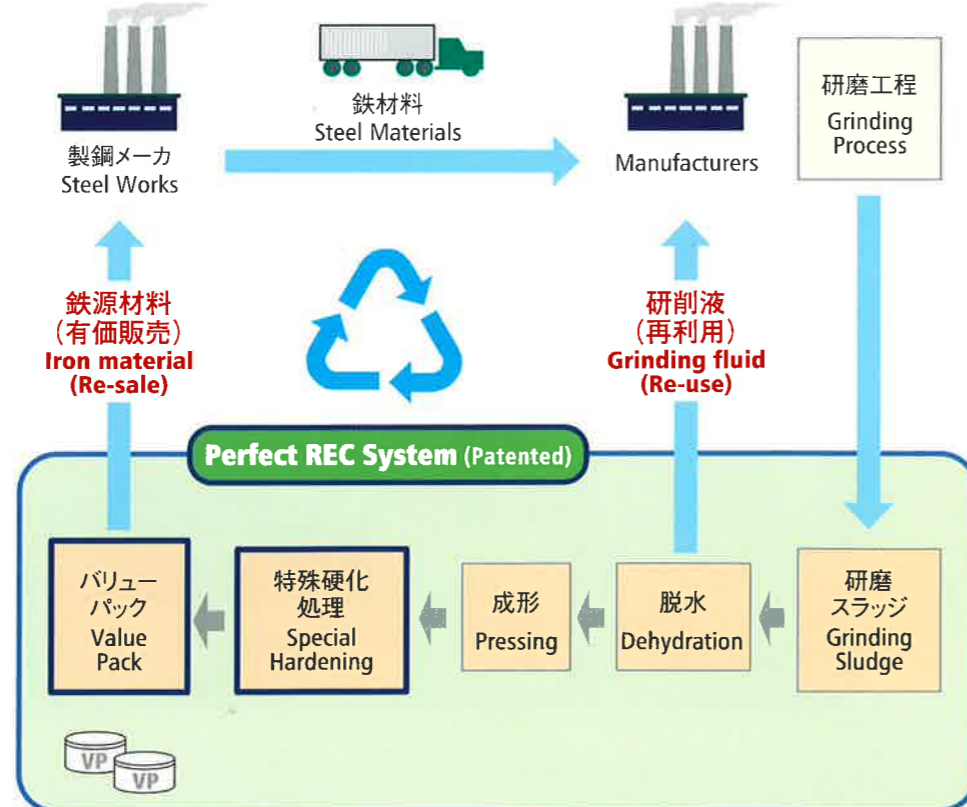 鉄材料
Steel Materials
製鋼メーカ
Steel Works
Manufacturers
研磨工程
Grinding
Process
鉄源材料
（有価販売）
Iron material
(Re-sale)
研削液
（再利用）
Grinding fluid
(Re-use)
Perfect REC System (Patented)
バリュー
パック
Value
Pack
特殊硬化
処理
Special
Hardening
成形
Pressing
脱水
Dehydration
研磨
スラッジ
Grinding
Sludge
VP
VP